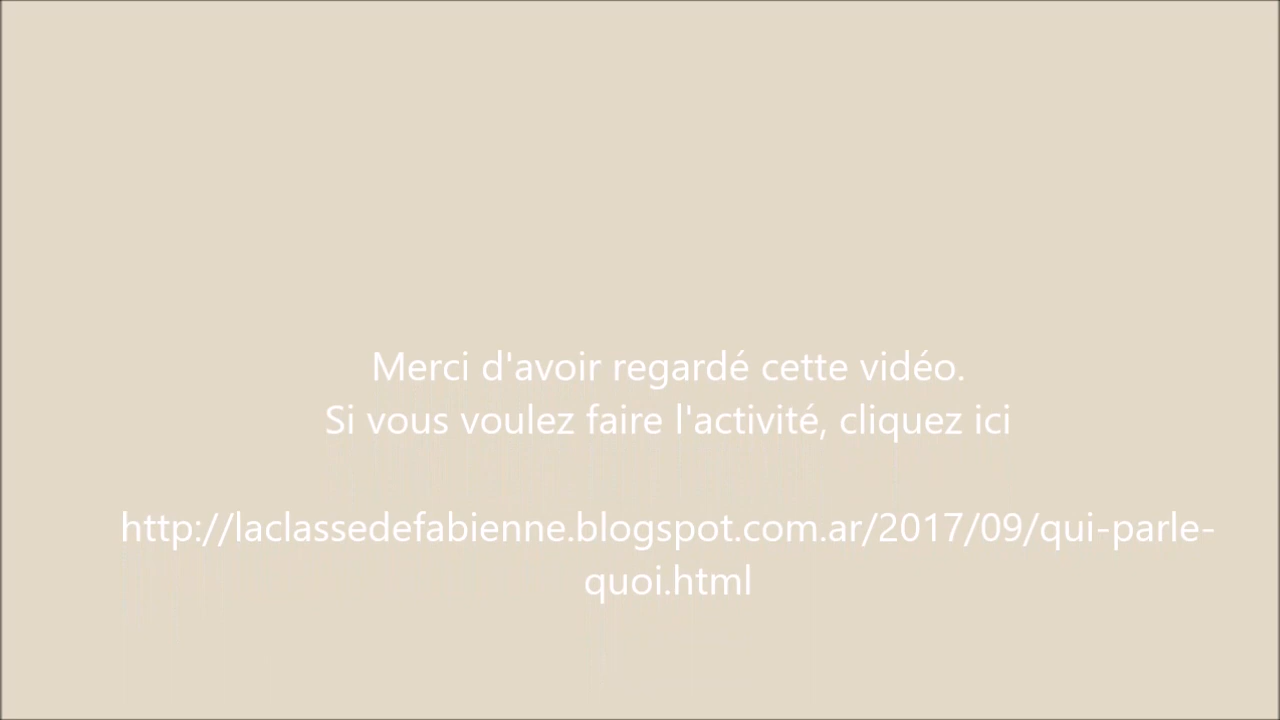 Merci d'avoir regardé cette vidéo.
Si vous voulez faire l'activité, cliquez ici
http://laclassedefabienne.blogspot.com.ar/2017/09/qui-parle-
quoi.html